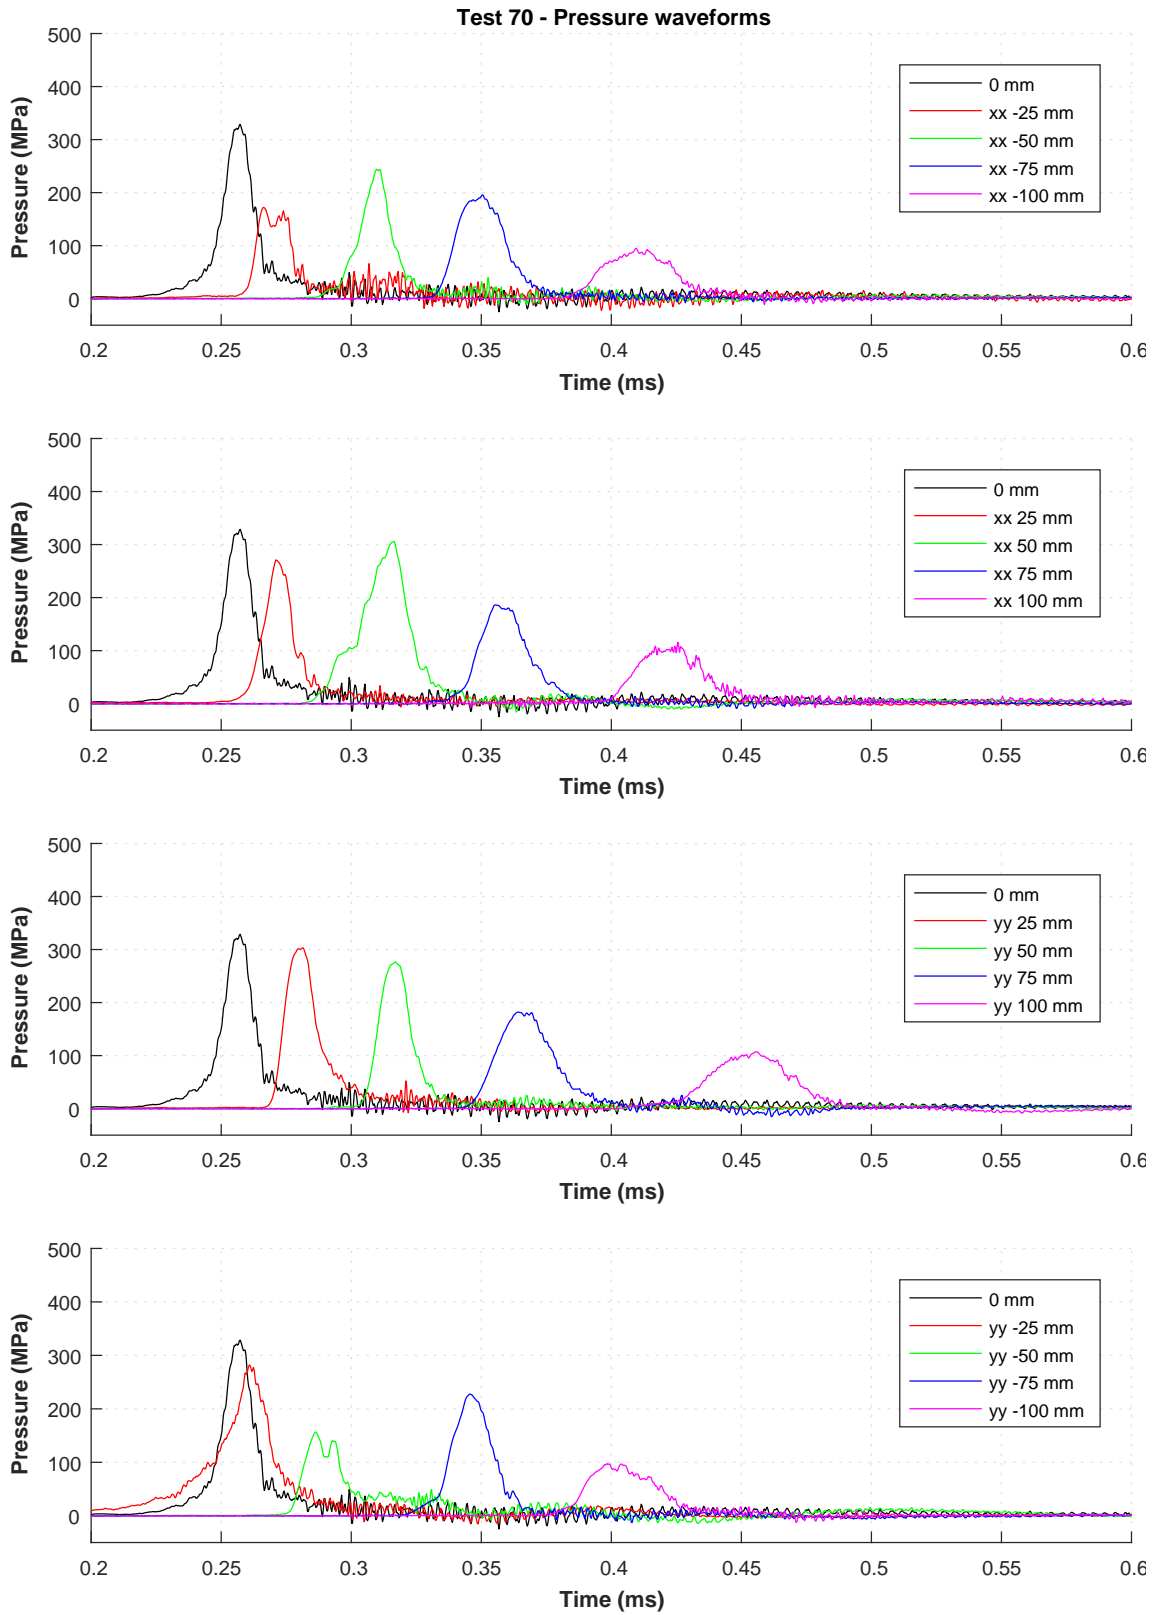 Test 70 - Pressure waveforms
500
400
300
200
100
0
Pressure (MPa)
0 mm
xx -25 mm
xx -50 mm
xx -75 mm
xx -100 mm
0.2 0.25 0.3 0.35 0.4 0.45 0.5 0.55 0.6
Time (ms)
500
400
300
200
100
0
Pressure (MPa)
0 mm
xx 25 mm
xx 50 mm
xx 75 mm
xx 100 mm
0.2 0.25 0.3 0.35 0.4 0.45 0.5 0.55 0.6
Time (ms)
500
400
300
200
100
0
Pressure (MPa)
0 mm
yy 25 mm
yy 50 mm
yy 75 mm
yy 100 mm
0.2 0.25 0.3 0.35 0.4 0.45 0.5 0.55 0.6
Time (ms)
500
400
300
200
100
0
Pressure (MPa)
0 mm
yy -25 mm
yy -50 mm
yy -75 mm
yy -100 mm
0.2 0.25 0.3 0.35 0.4 0.45 0.5 0.55 0.6
Time (ms)